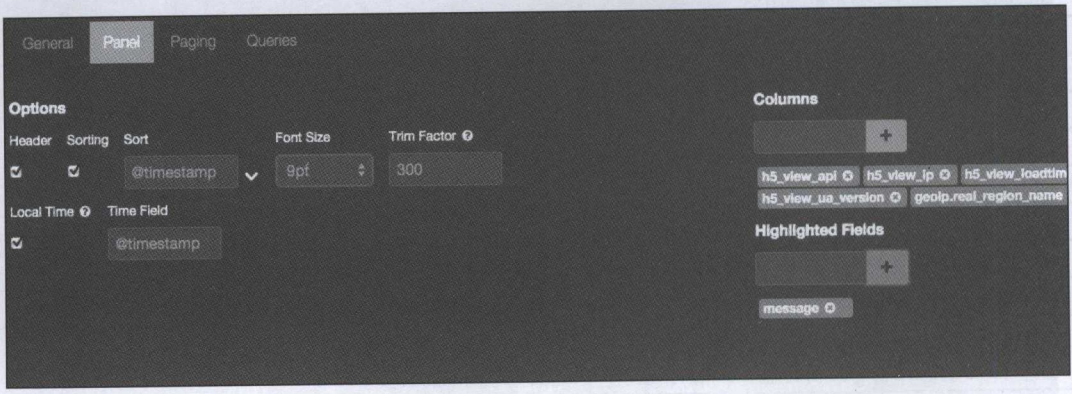 General Panel Paging Queries
Options
Header Sorting Sort Font Size Trim Factor
@timestamp 9pt 300
Local Time Time Field
@timestamp
Columns
h5_view_api h5_view_ip h5_view_loadtim
h5_view_ua_version geoip.real_region_name
Highlighted Fields
message